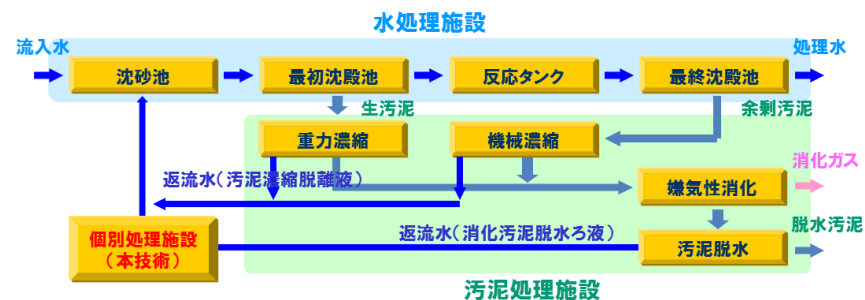 水処理施設
流入水
処理水
沈砂池
最初沈殿池
反応タンク
最終沈殿池
生汚泥
余剰汚泥
重力濃縮
機械濃縮
消化ガス
返流水(汚泥濃縮脱離液)
嫌気性消化
個別処理施設
(本技術)
返流水(消化汚泥脱水ろ液)
汚泥脱水
脱水汚泥
汚泥処理施設